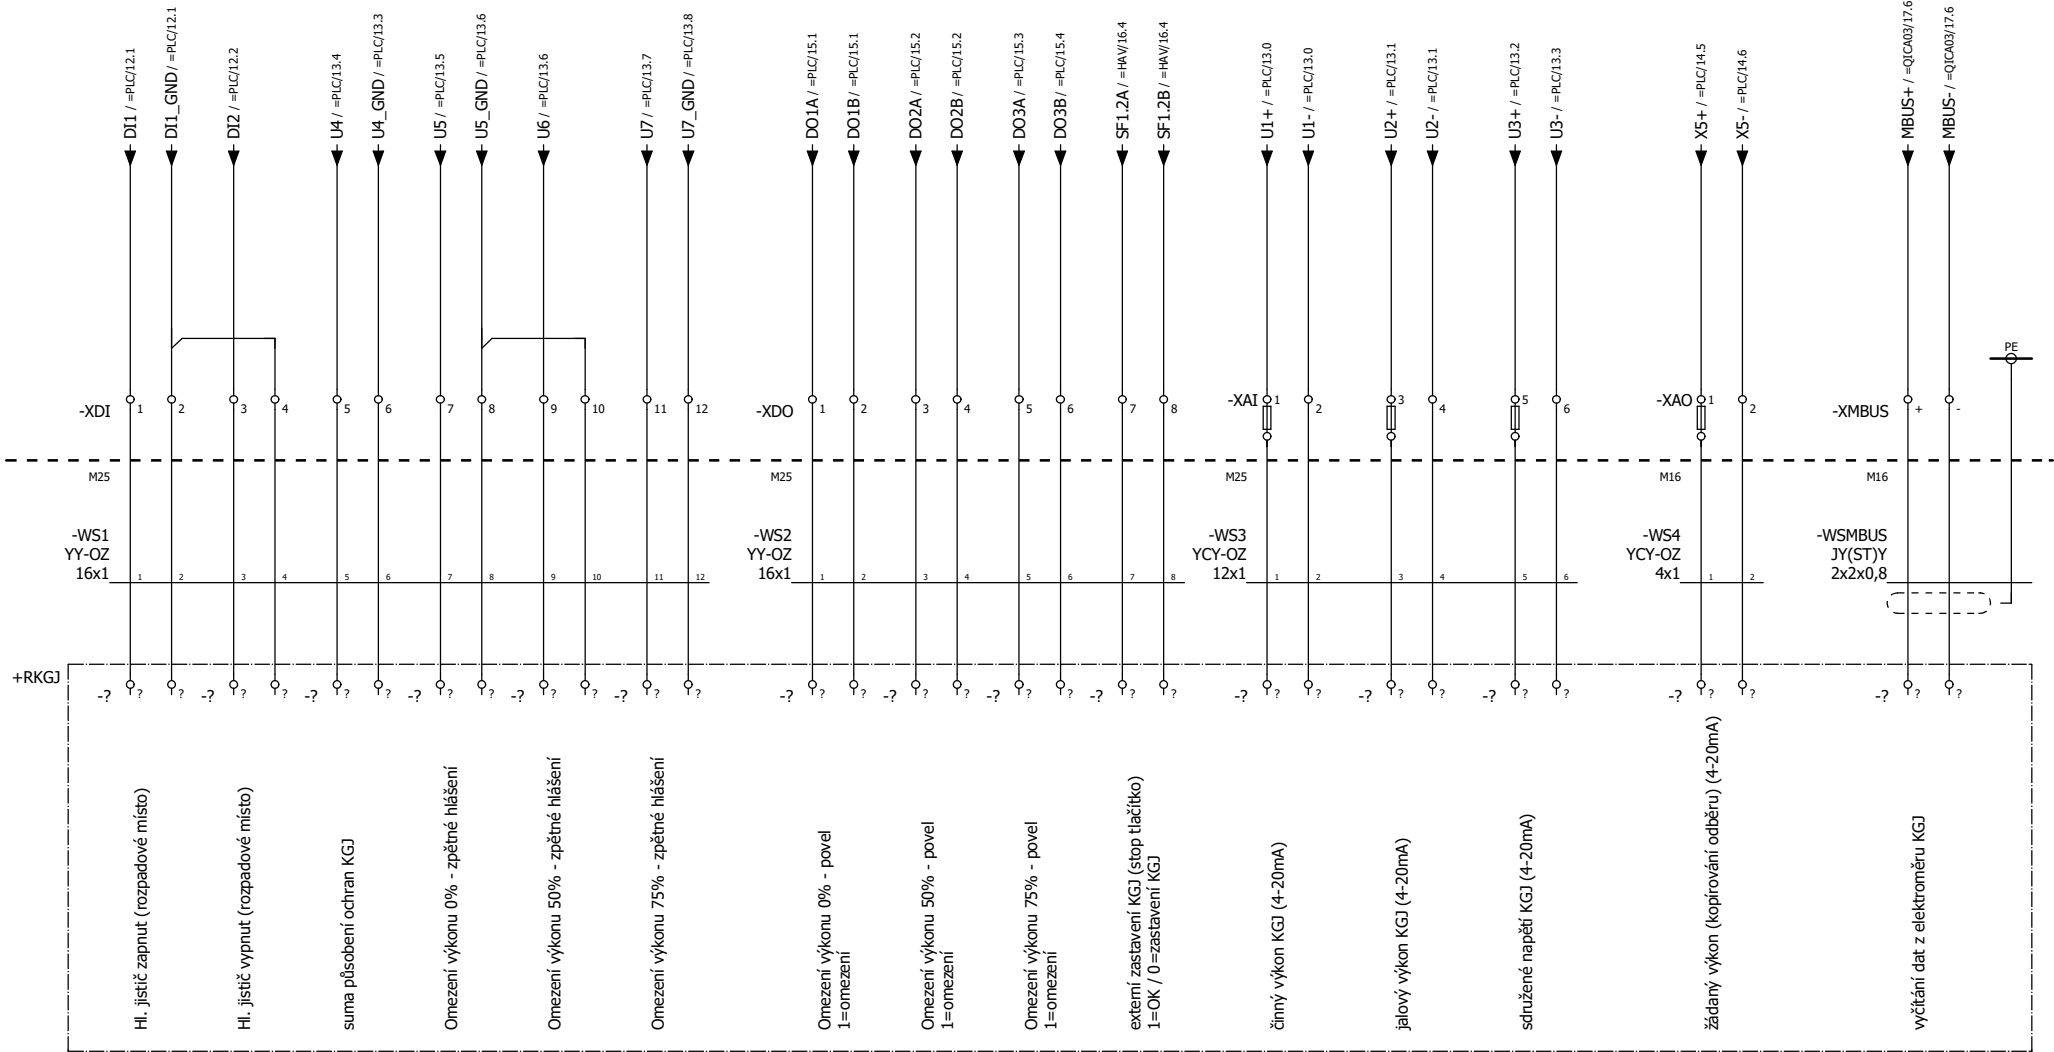 DI1 / =PLC/12.1
DI1_GND / =PLC/12.1
DI2 / =PLC/12.2
U4 / =PLC/13.4
U4_GND / =PLC/13.3
U5 / =PLC/13.5
U5_GND / =PLC/13.6
U6 / =PLC/13.6
U7 / =PLC/13.7
U7_GND / =PLC/13.8
DO1A / =PLC/15.1
DO1B / =PLC/15.1
DO2A / =PLC/15.2
DO2B / =PLC/15.2
DO3A / =PLC/15.3
DO3B / =PLC/15.4
SF1.2A / =HAV/16.4
SF1.2B / =HAV/16.4
U1+ / =PLC/13.0
U1- / =PLC/13.0
U2+ / =PLC/13.1
U2- / =PLC/13.1
U3+ / =PLC/13.2
U3- / =PLC/13.3
X5+ / =PLC/14.5
X5- / =PLC/14.6
MBUS+ / =QICA03/17.6
MBUS- / =QICA03/17.6
PE
-XDI 1 2 3 4 5 6 7 8 9 10 11 12
-XDO 1 2 3 4 5 6 7 8
-XAI 1 2 3 4 5 6
-XAO 1 2
-XMBUS + -
M25 M25 M25 M16 M16
-WS1
YY-OZ
16x1 1 2 3 4 5 6 7 8 9 10 11 12
-WS2
YY-OZ
16x1 1 2 3 4 5 6 7 8
-WS3
YCY-OZ
12x1 1 2 3 4 5 6
-WS4
YCY-OZ
4x1 1 2
-WSMBUS
JY(ST)Y
2x2x0,8
+RKGJ
-? ? ? -? ? ? -? ? ? -? ? ? -? ? ? -? ? ? -? ? ? -? ? ? -? ? ? -? ? ? -? ? ? -? ? ? -? ? ? -? ? ? -? ? ?
Hl. jistič zapnut (rozpadové místo)
Hl. jistič vypnut (rozpadové místo)
suma působení ochran KGJ
Omezení výkonu 0% - zpětné hlášení
Omezení výkonu 50% - zpětné hlášení
Omezení výkonu 75% - zpětné hlášení
Omezení výkonu 0% - povel
1=omezení
Omezení výkonu 50% - povel
1=omezení
Omezení výkonu 75% - povel
1=omezení
externí zastavení KGJ (stop tlačítko)
1=OK / 0=zastavení KGJ
činný výkon KGJ (4-20mA)
jalový výkon KGJ (4-20mA)
sdružené napětí KGJ (4-20mA)
žádaný výkon (kopírování odběru) (4-20mA)
vyčítání dat z elektroměru KGJ